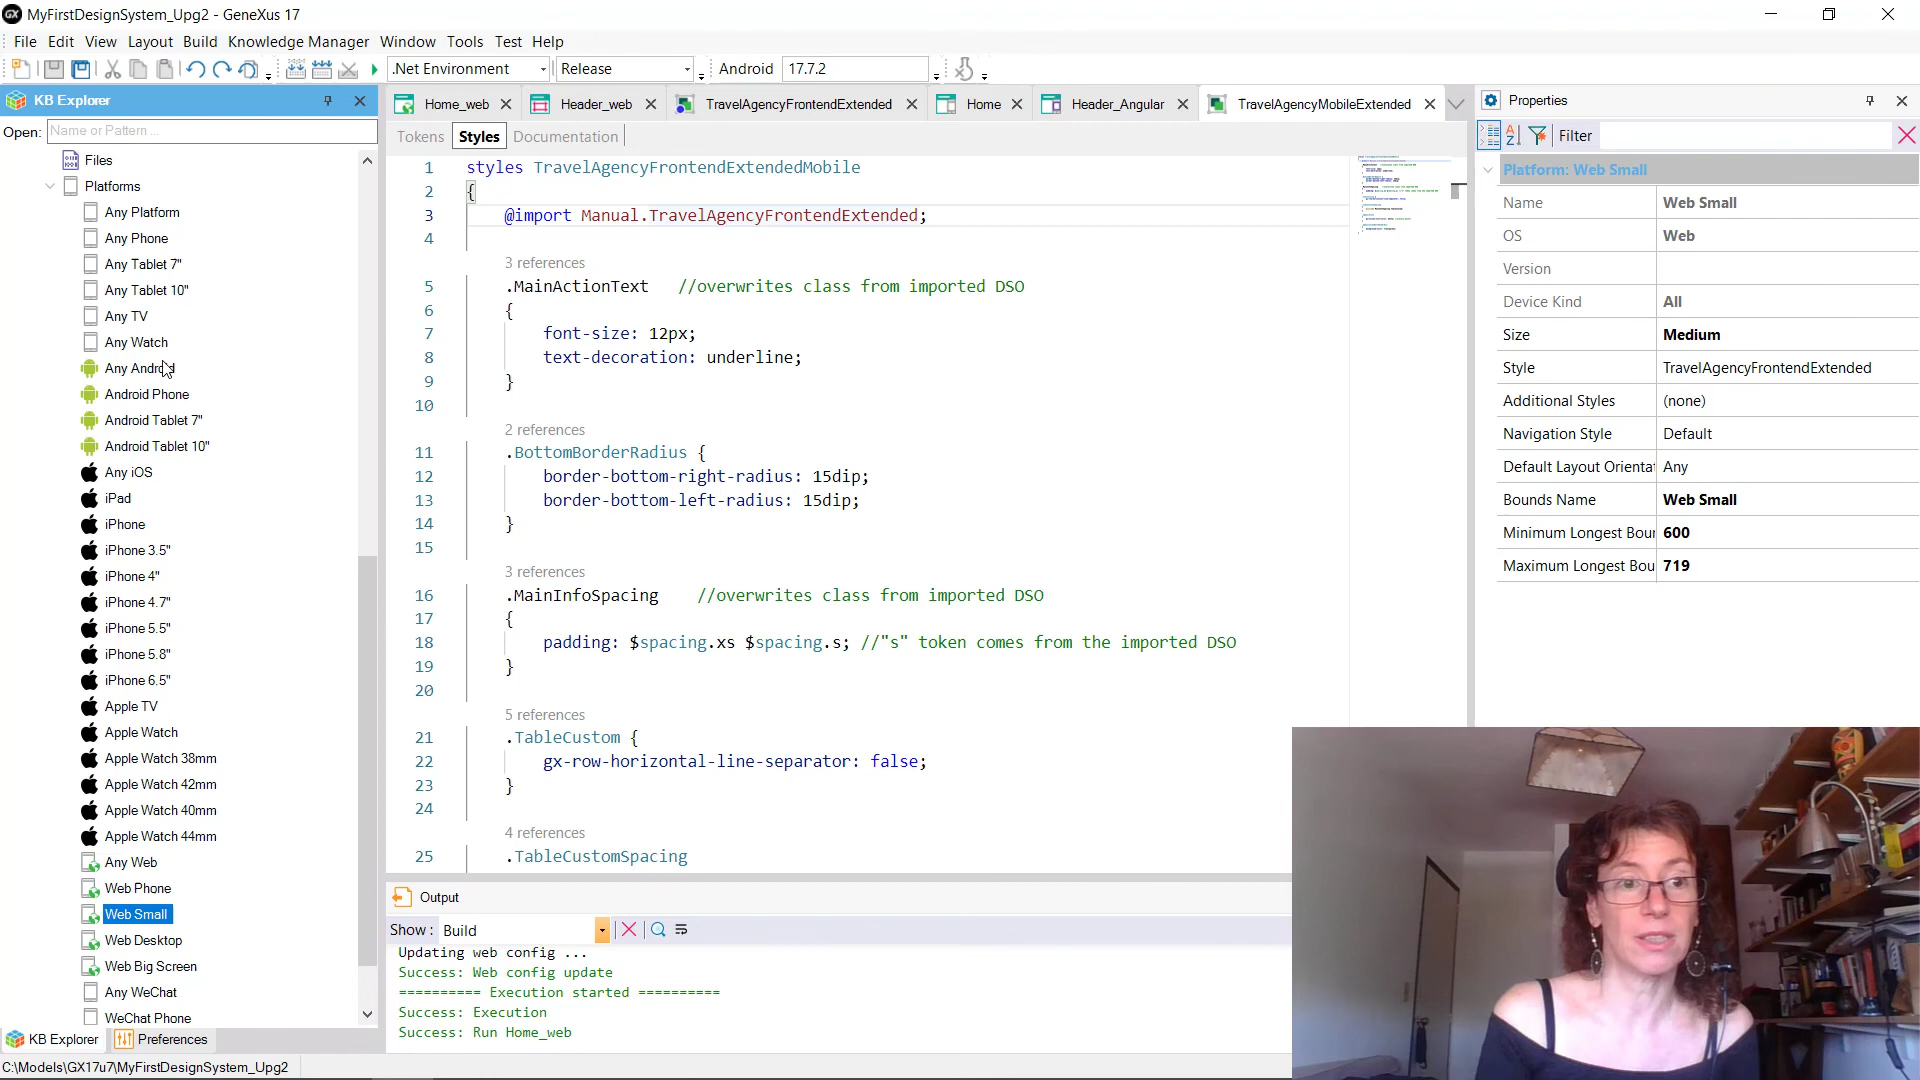 MyFirstDesignSystem_Upg2 - GeneXus 17
File Edit View Layout Build Knowledge Manager Window Tools Test Help
.Net Environment Release Android 17.7.2
KB Explorer
Open: Name or Pattern ...
Files
Platforms
Any Platform
Any Phone
Any Tablet 7"
Any Tablet 10"
Any TV
Any Watch
Any Android
Android Phone
Android Tablet 7"
Android Tablet 10"
Any iOS
iPad
iPhone
iPhone 3.5"
iPhone 4"
iPhone 4.7"
iPhone 5.5"
iPhone 5.8"
iPhone 6.5"
Apple TV
Apple Watch
Apple Watch 38mm
Apple Watch 42mm
Apple Watch 40mm
Apple Watch 44mm
Any Web
Web Phone
Web Small
Web Desktop
Web Big Screen
Any WeChat
WeChat Phone
KB Explorer Preferences
C:\Models\GX17u7\MyFirstDesignSystem_Upg2
Home_web Header_web TravelAgencyFrontendExtended Home Header_Angular TravelAgencyMobileExtended
Tokens Styles Documentation
1 styles TravelAgencyFrontendExtendedMobile
2 {
3 @import Manual.TravelAgencyFrontendExtended;
4
3 references
5 .MainActionText //overwrites class from imported DSO
6 {
7 font-size: 12px;
8 text-decoration: underline;
9 }
10
2 references
11 .BottomBorderRadius {
12 border-bottom-right-radius: 15dip;
13 border-bottom-left-radius: 15dip;
14 }
15
3 references
16 .MainInfoSpacing //overwrites class from imported DSO
17 {
18 padding: $spacing.xs $spacing.s; //"s" token comes from the imported DSO
19 }
20
5 references
21 .TableCustom {
22 gx-row-horizontal-line-separator: false;
23 }
24
4 references
25 .TableCustomSpacing
Output
Show : Build
Updating web config ...
Success: Web config update
========== Execution started ==========
Success: Execution
Success: Run Home_web
Properties
Filter
Platform: Web Small
Name Web Small
OS Web
Version
Device Kind All
Size Medium
Style TravelAgencyFrontendExtended
Additional Styles (none)
Navigation Style Default
Default Layout Orientat Any
Bounds Name Web Small
Minimum Longest Bour 600
Maximum Longest Bou 719